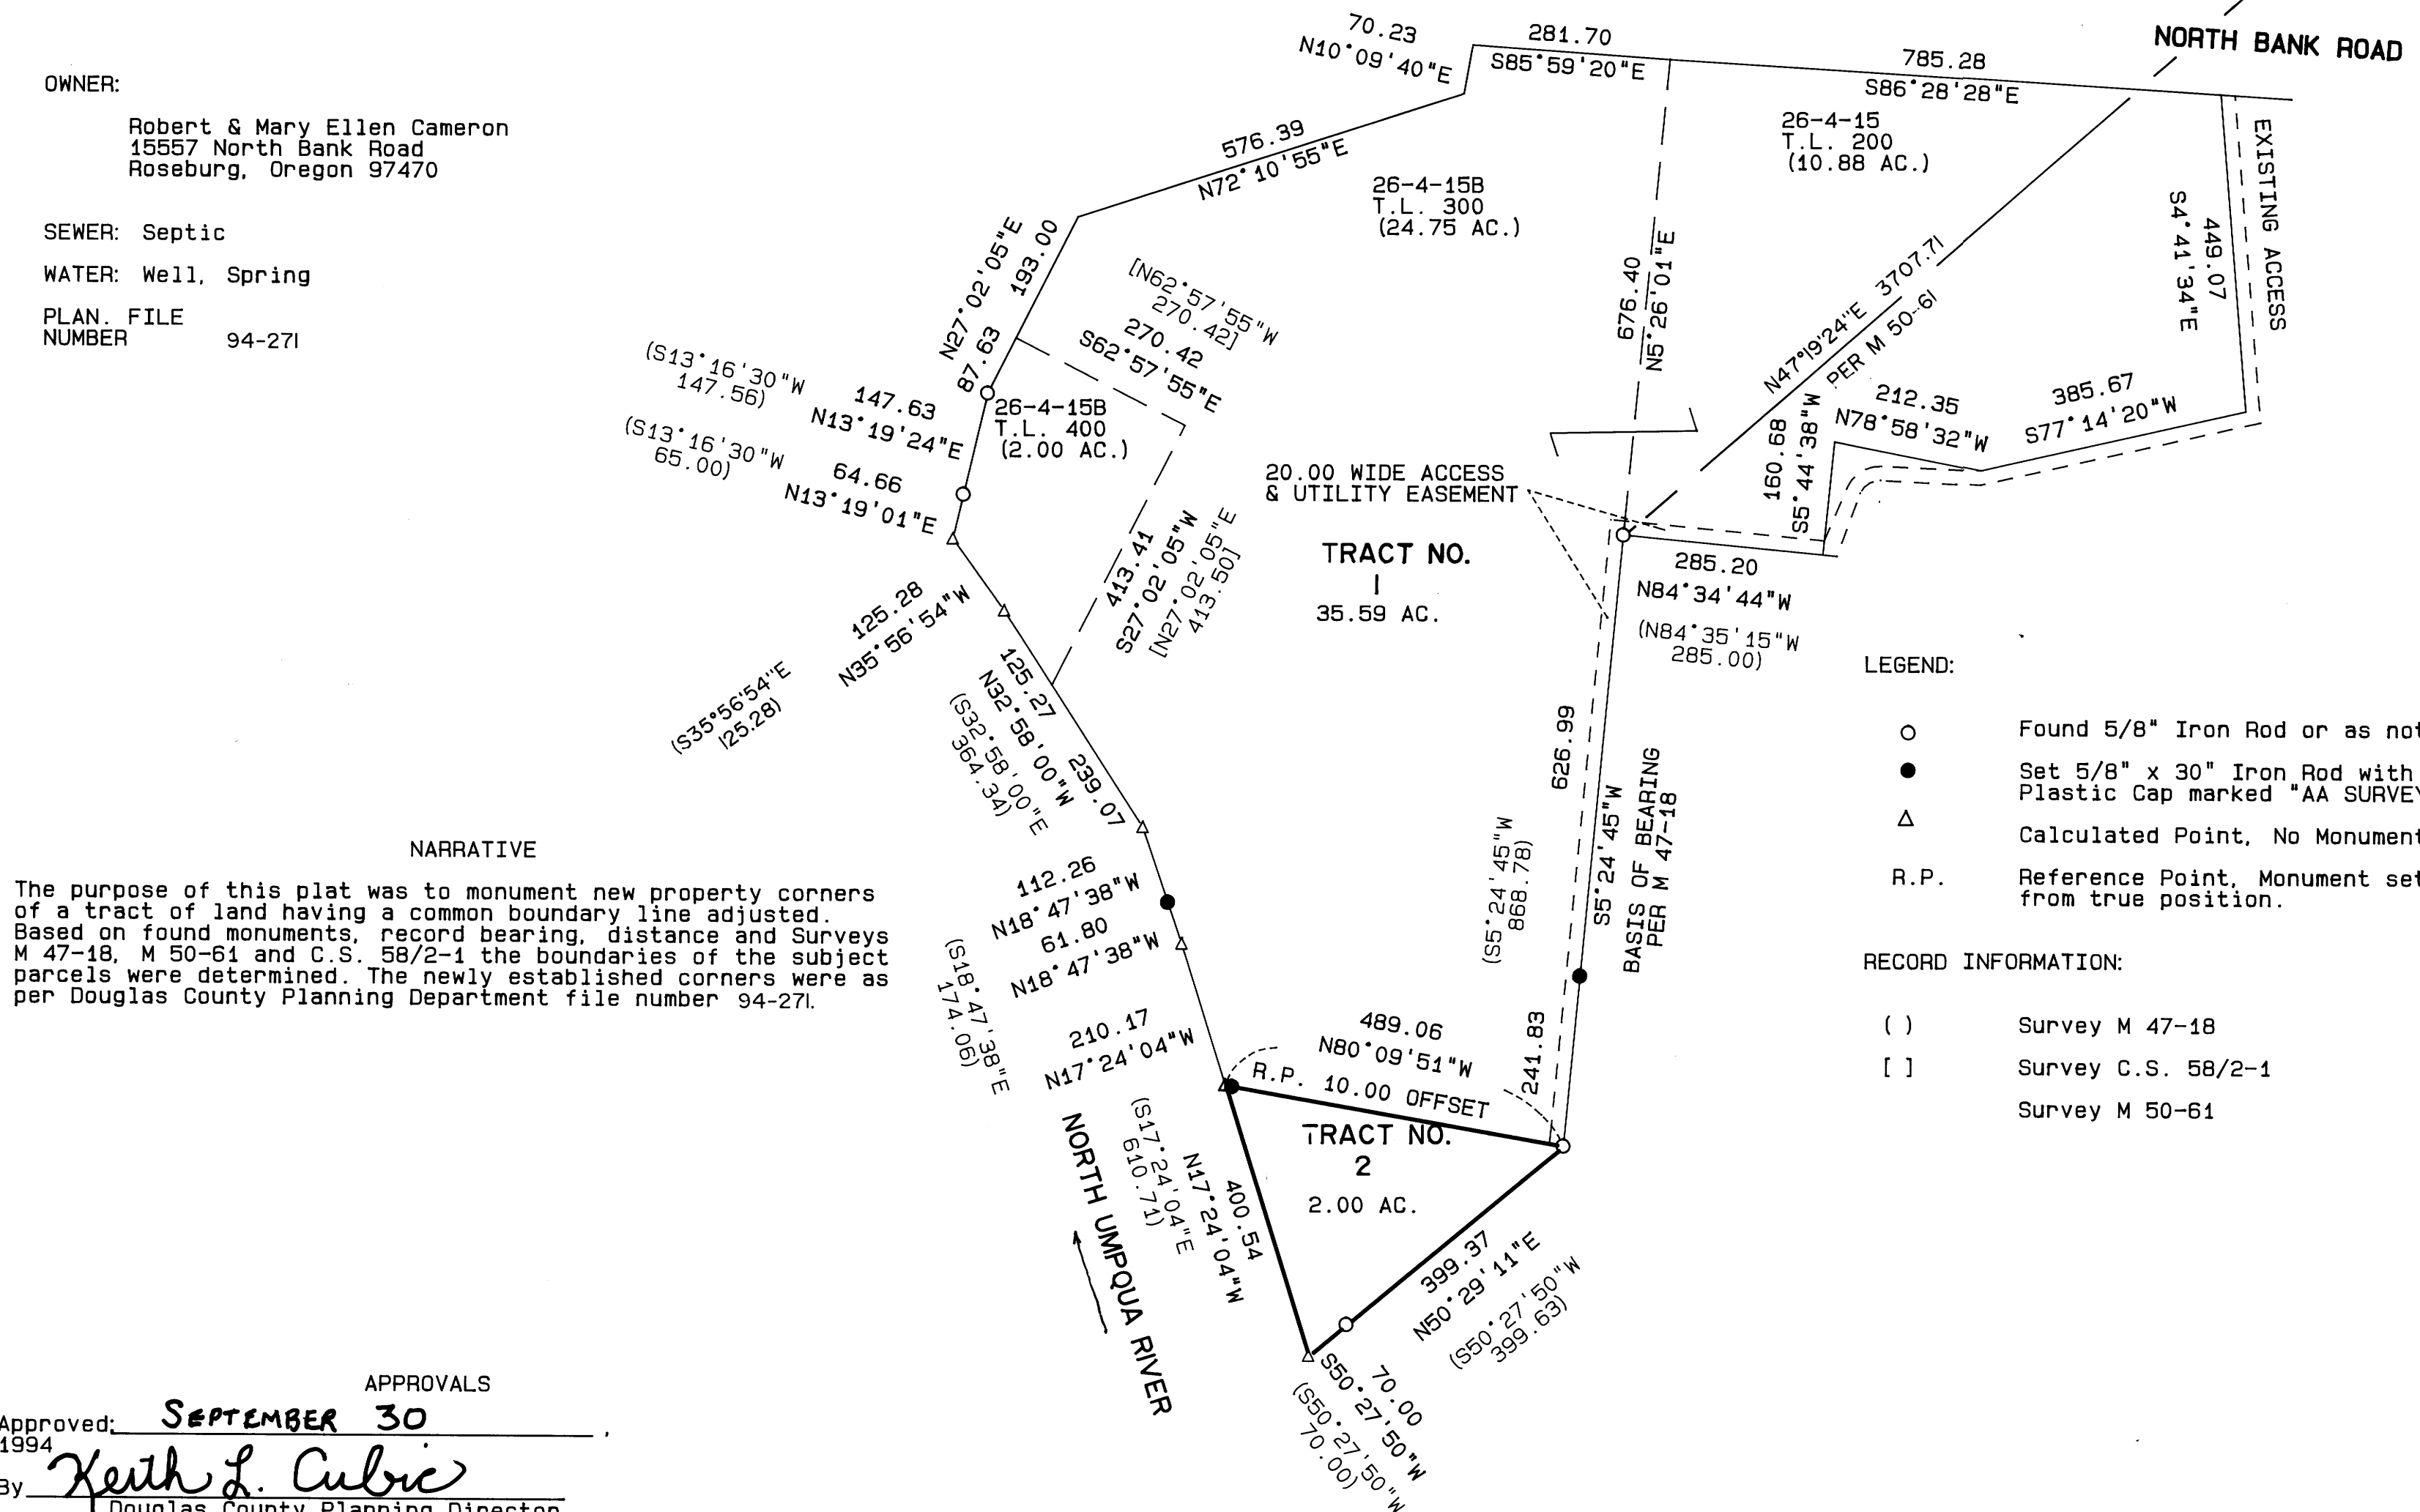 OWNER:
Robert & Mary Ellen Cameron
15557 North Bank Road
Roseburg, Oregon 97470
SEWER: Septic
WATER: Well, Spring
PLAN. FILE
NUMBER 94-271
70.23
N10°09'40"E
281.70
S85°59'20"E
785.28
S86°28'28"E
NORTH BANK ROAD
576.39
N72°10'55"E
26-4-15B
T.L. 300
(24.75 AC.)
26-4-15
T.L. 200
(10.88 AC.)
EXISTING ACCESS
449.07
S4°41'34"E
N27°02'05"E
193.00
87.63
[N62°57'55"W
270.42]
270.42
S62°57'55"E
676.40
N5°26'01"E
N47°19'24"E 3707.71
PER M 50-61
(S13°16'30"W
147.56)
147.63
N13°19'24"E
26-4-15B
T.L. 400
(2.00 AC.)
(S13°16'30"W
65.00)
64.66
N13°19'01"E
212.35
N78°58'32"W
385.67
S77°14'20"W
160.68
S5°44'38"W
20.00 WIDE ACCESS
& UTILITY EASEMENT
413.41
S27°02'05"W
[N27°02'05"E
413.50]
TRACT NO.
1
35.59 AC.
285.20
N84°34'44"W
(N84°35'15"W
285.00)
125.28
N35°56'54"W
(S35°56'54"E
125.28)
125.27
N32°58'00"W
(S32°58'00"E
364.34)
239.07
626.99
S5°24'45"W
BASIS OF BEARING
PER M 47-18
(S5°24'45"W
868.78)
LEGEND:
Found 5/8" Iron Rod or as not
Set 5/8" x 30" Iron Rod with
Plastic Cap marked "AA SURVEY
Calculated Point, No Monument
R.P. Reference Point, Monument set
from true position.
NARRATIVE
The purpose of this plat was to monument new property corners
of a tract of land having a common boundary line adjusted.
Based on found monuments, record bearing, distance and Surveys
M 47-18, M 50-61 and C.S. 58/2-1 the boundaries of the subject
parcels were determined. The newly established corners were as
per Douglas County Planning Department file number 94-271.
112.26
N18°47'38"W
61.80
N18°47'38"W
(S18°47'38"E
174.06)
210.17
N17°24'04"W
(S17°24'04"E
610.71)
489.06
N80°09'51"W
R.P. 10.00 OFFSET
241.83
RECORD INFORMATION:
( ) Survey M 47-18
[ ] Survey C.S. 58/2-1
Survey M 50-61
TRACT NO.
2
2.00 AC.
NORTH UMPQUA RIVER
400.54
N17°24'04"W
399.37
N50°29'11"E
(S50°27'50"W
399.63)
70.00
S50°27'50"W
(S50°27'50"W
70.00)
APPROVALS
Approved: SEPTEMBER 30,
1994
By Keith L. Cubic
Douglas County Planning Director